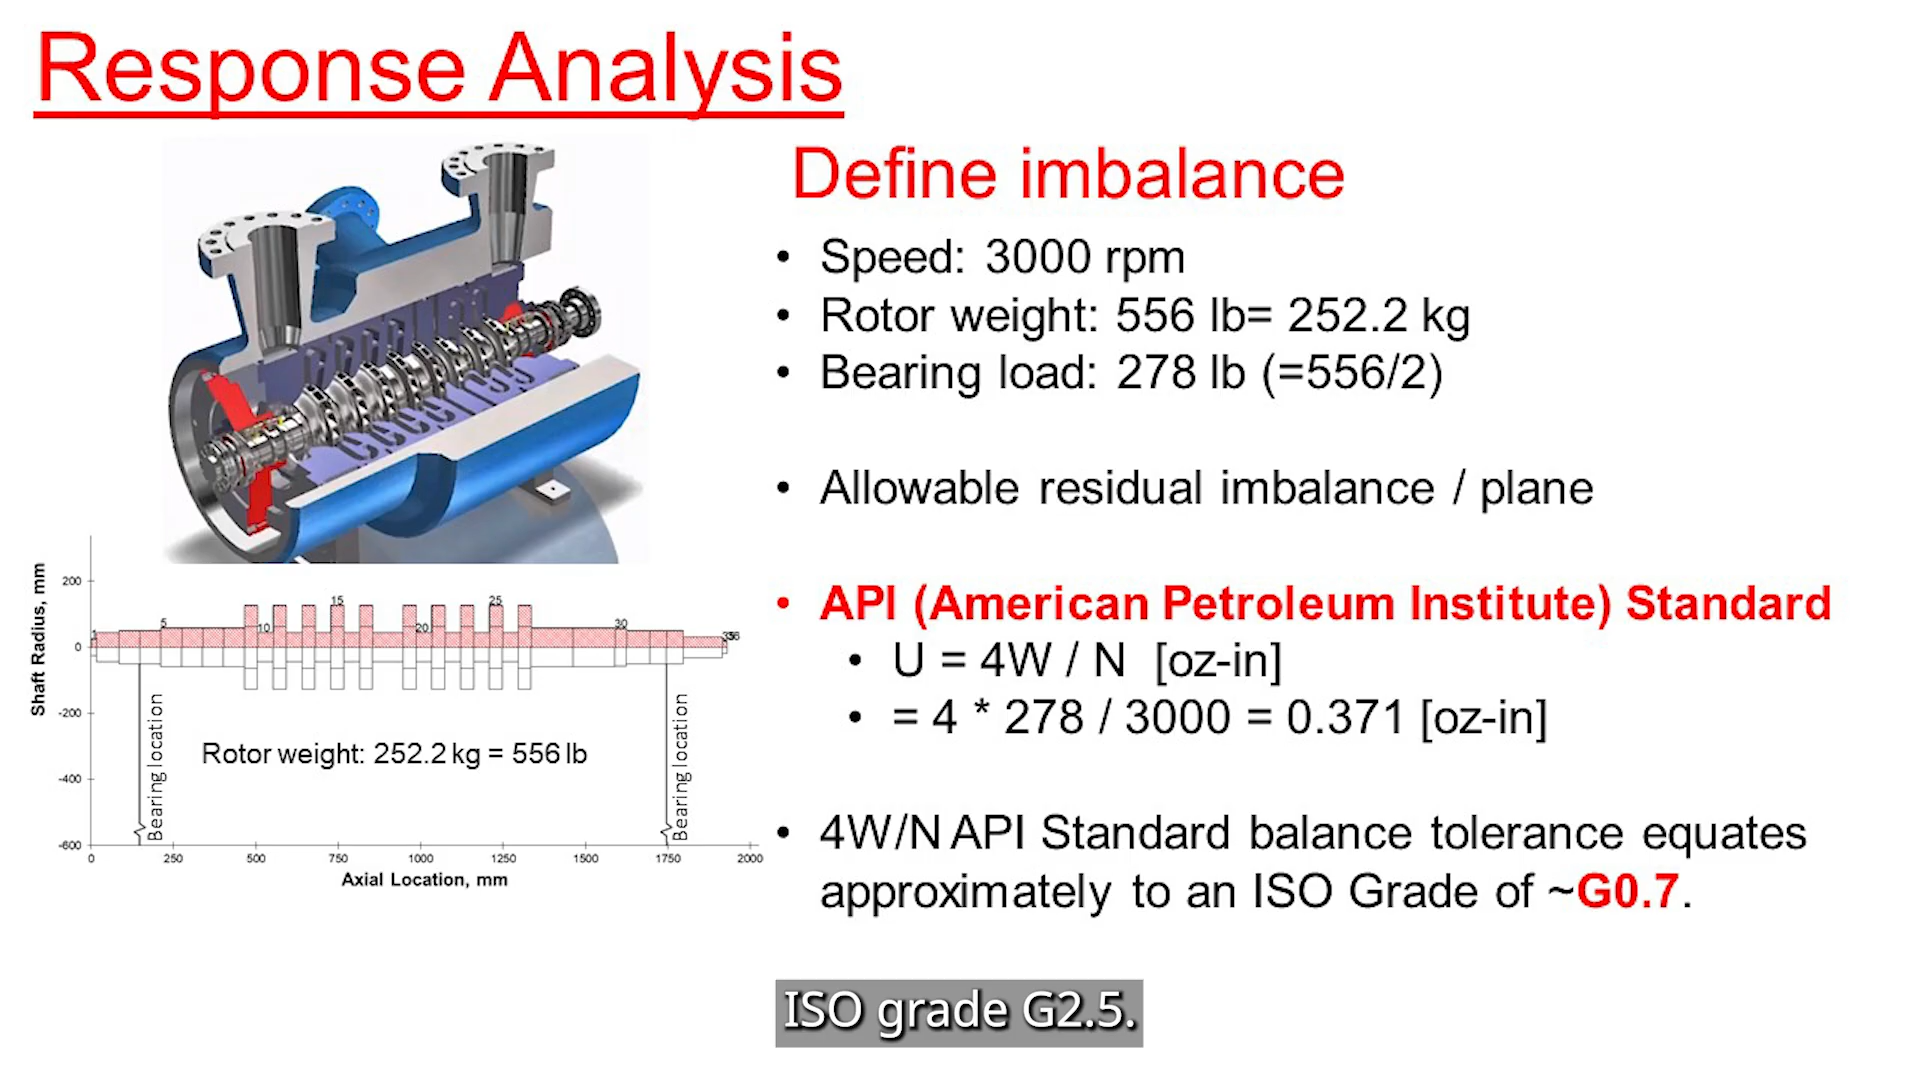 Response Analysis
Define imbalance
• Speed: 3000 rpm
• Rotor weight: 556 lb= 252.2 kg
• Bearing load: 278 lb (=556/2)
• Allowable residual imbalance / plane
• API (American Petroleum Institute) Standard
• U = 4W / N [oz-in]
• = 4 * 278 / 3000 = 0.371 [oz-in]
• 4W/N API Standard balance tolerance equates
approximately to an ISO Grade of ~G0.7.
Shaft Radius, mm
200
0
-200
-400
-600
1
5
10
15
20
25
30
36
Bearing location
Bearing location
Rotor weight: 252.2 kg = 556 lb
0 250 500 750 1000 1250 1500 1750 2000
Axial Location, mm
ISO grade G2.5.